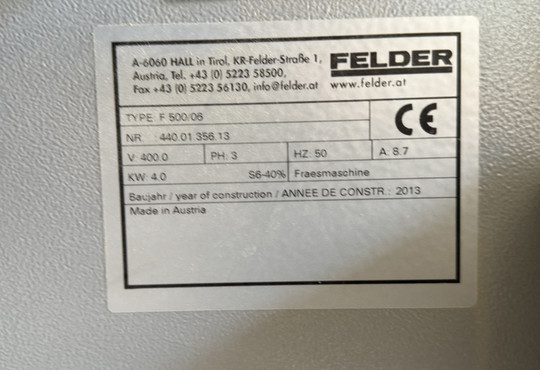 A-6060 HALL in Tirol, KR-Felder-Straße 1,
Austria, Tel. +43 (0) 5223 58500,
Fax +43 (0) 5223 56130, info@felder.at
FELDER
www.felder.at
TYPE: F 500/06
NR. : 440.01.356.13
CE
V: 400.0 PH: 3 HZ: 50 A: 8.7
KW: 4.0 S6-40% Fraesmaschine
Baujahr / year of construction / ANNEE DE CONSTR.: 2013
Made in Austria